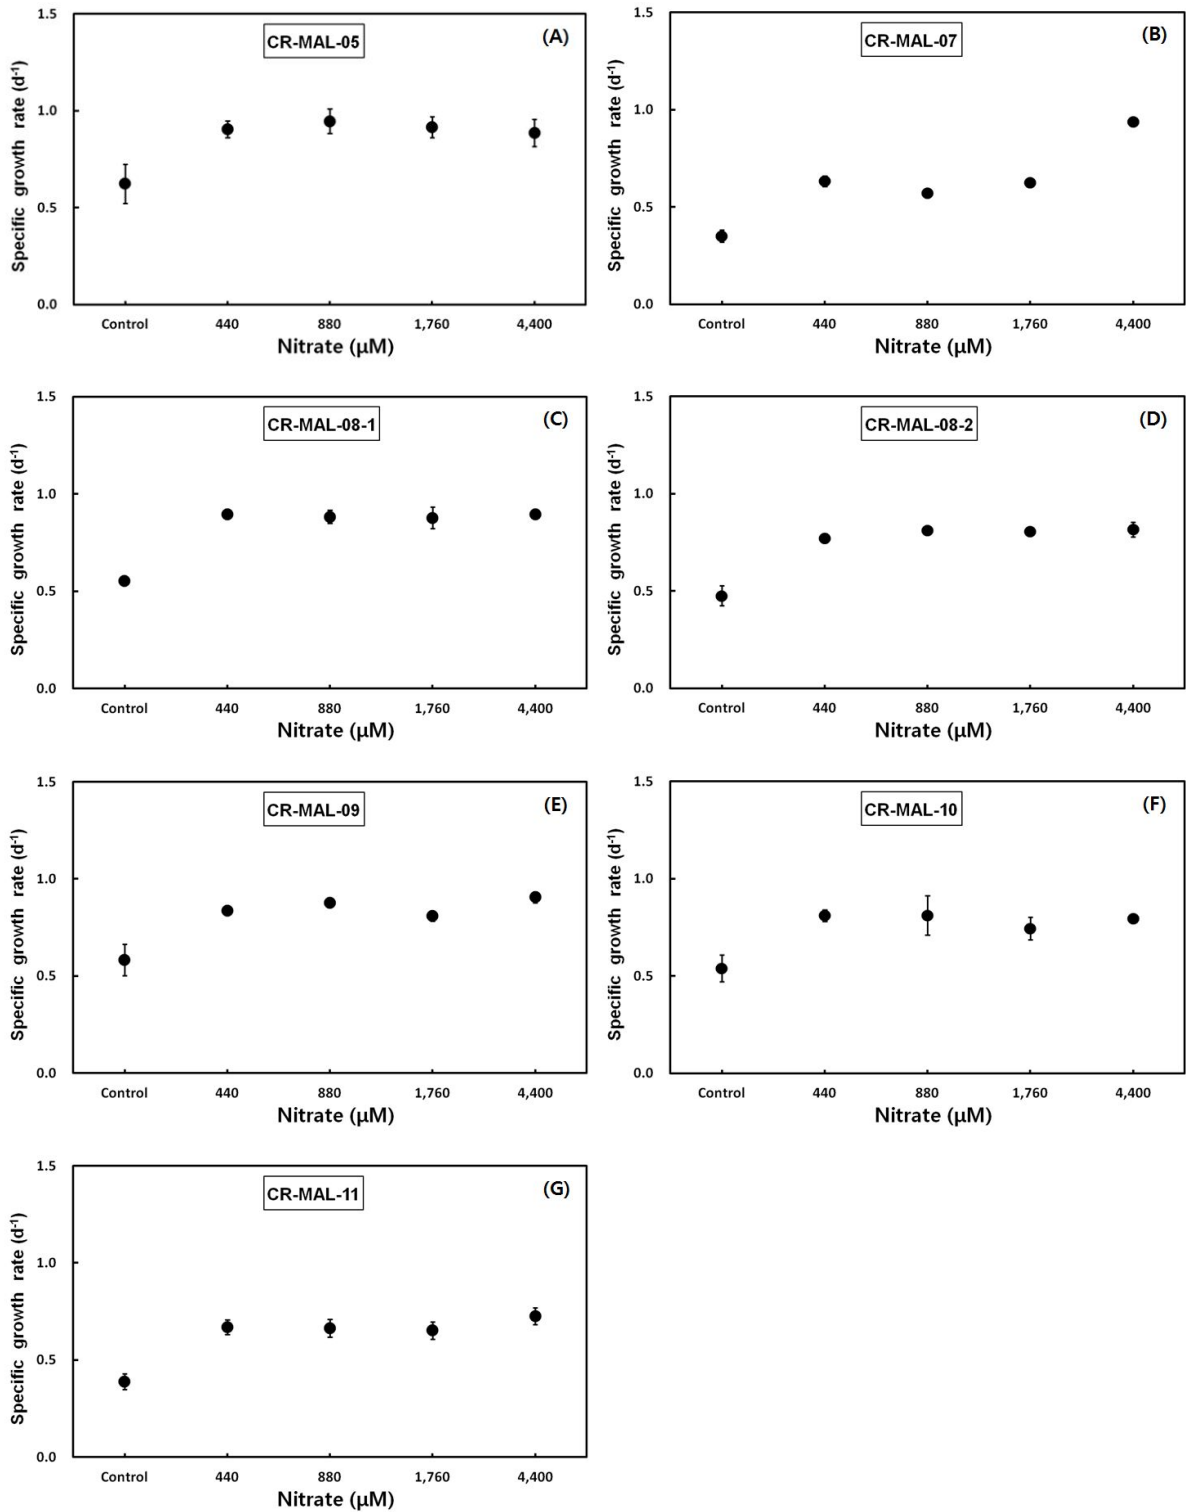 CR-MAL-05
(A)
Specific growth rate (d-1)
1.5
1.0
0.5
0.0
Control 440 880 1,760 4,400
Nitrate (μM)
CR-MAL-07
(B)
Specific growth rate (d-1)
1.5
1.0
0.5
0.0
Control 440 880 1,760 4,400
Nitrate (μM)
CR-MAL-08-1
(C)
Specific growth rate (d-1)
1.5
1.0
0.5
0.0
Control 440 880 1,760 4,400
Nitrate (μM)
CR-MAL-08-2
(D)
Specific growth rate (d-1)
1.5
1.0
0.5
0.0
Control 440 880 1,760 4,400
Nitrate (μM)
CR-MAL-09
(E)
Specific growth rate (d-1)
1.5
1.0
0.5
0.0
Control 440 880 1,760 4,400
Nitrate (μM)
CR-MAL-10
(F)
Specific growth rate (d-1)
1.5
1.0
0.5
0.0
Control 440 880 1,760 4,400
Nitrate (μM)
CR-MAL-11
(G)
Specific growth rate (d-1)
1.5
1.0
0.5
0.0
Control 440 880 1,760 4,400
Nitrate (μM)